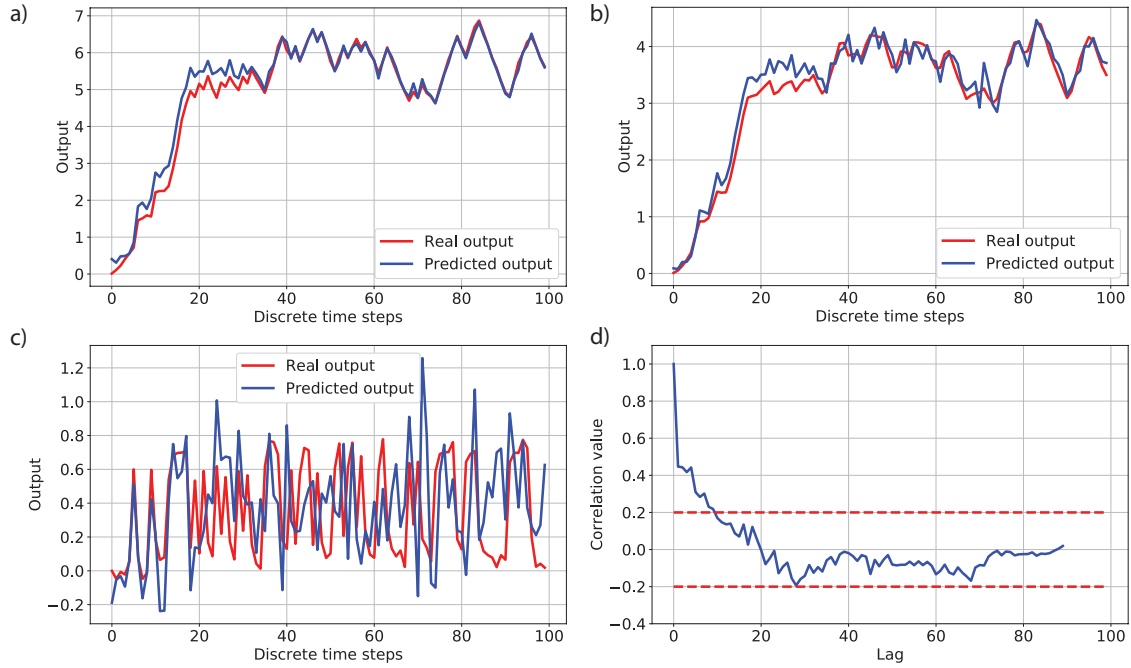 a)
7
6
5
4
3
2
1
0
Output
Real output
Predicted output
0 20 40 60 80 100
Discrete time steps
b)
4
3
2
1
0
Output
Real output
Predicted output
0 20 40 60 80 100
Discrete time steps
c)
1.2
1.0
0.8
0.6
0.4
0.2
0.0
−0.2
Output
Real output
Predicted output
0 20 40 60 80 100
Discrete time steps
d)
1.0
0.8
0.6
0.4
0.2
0.0
−0.2
−0.4
Correlation value
0 20 40 60 80 100
Lag